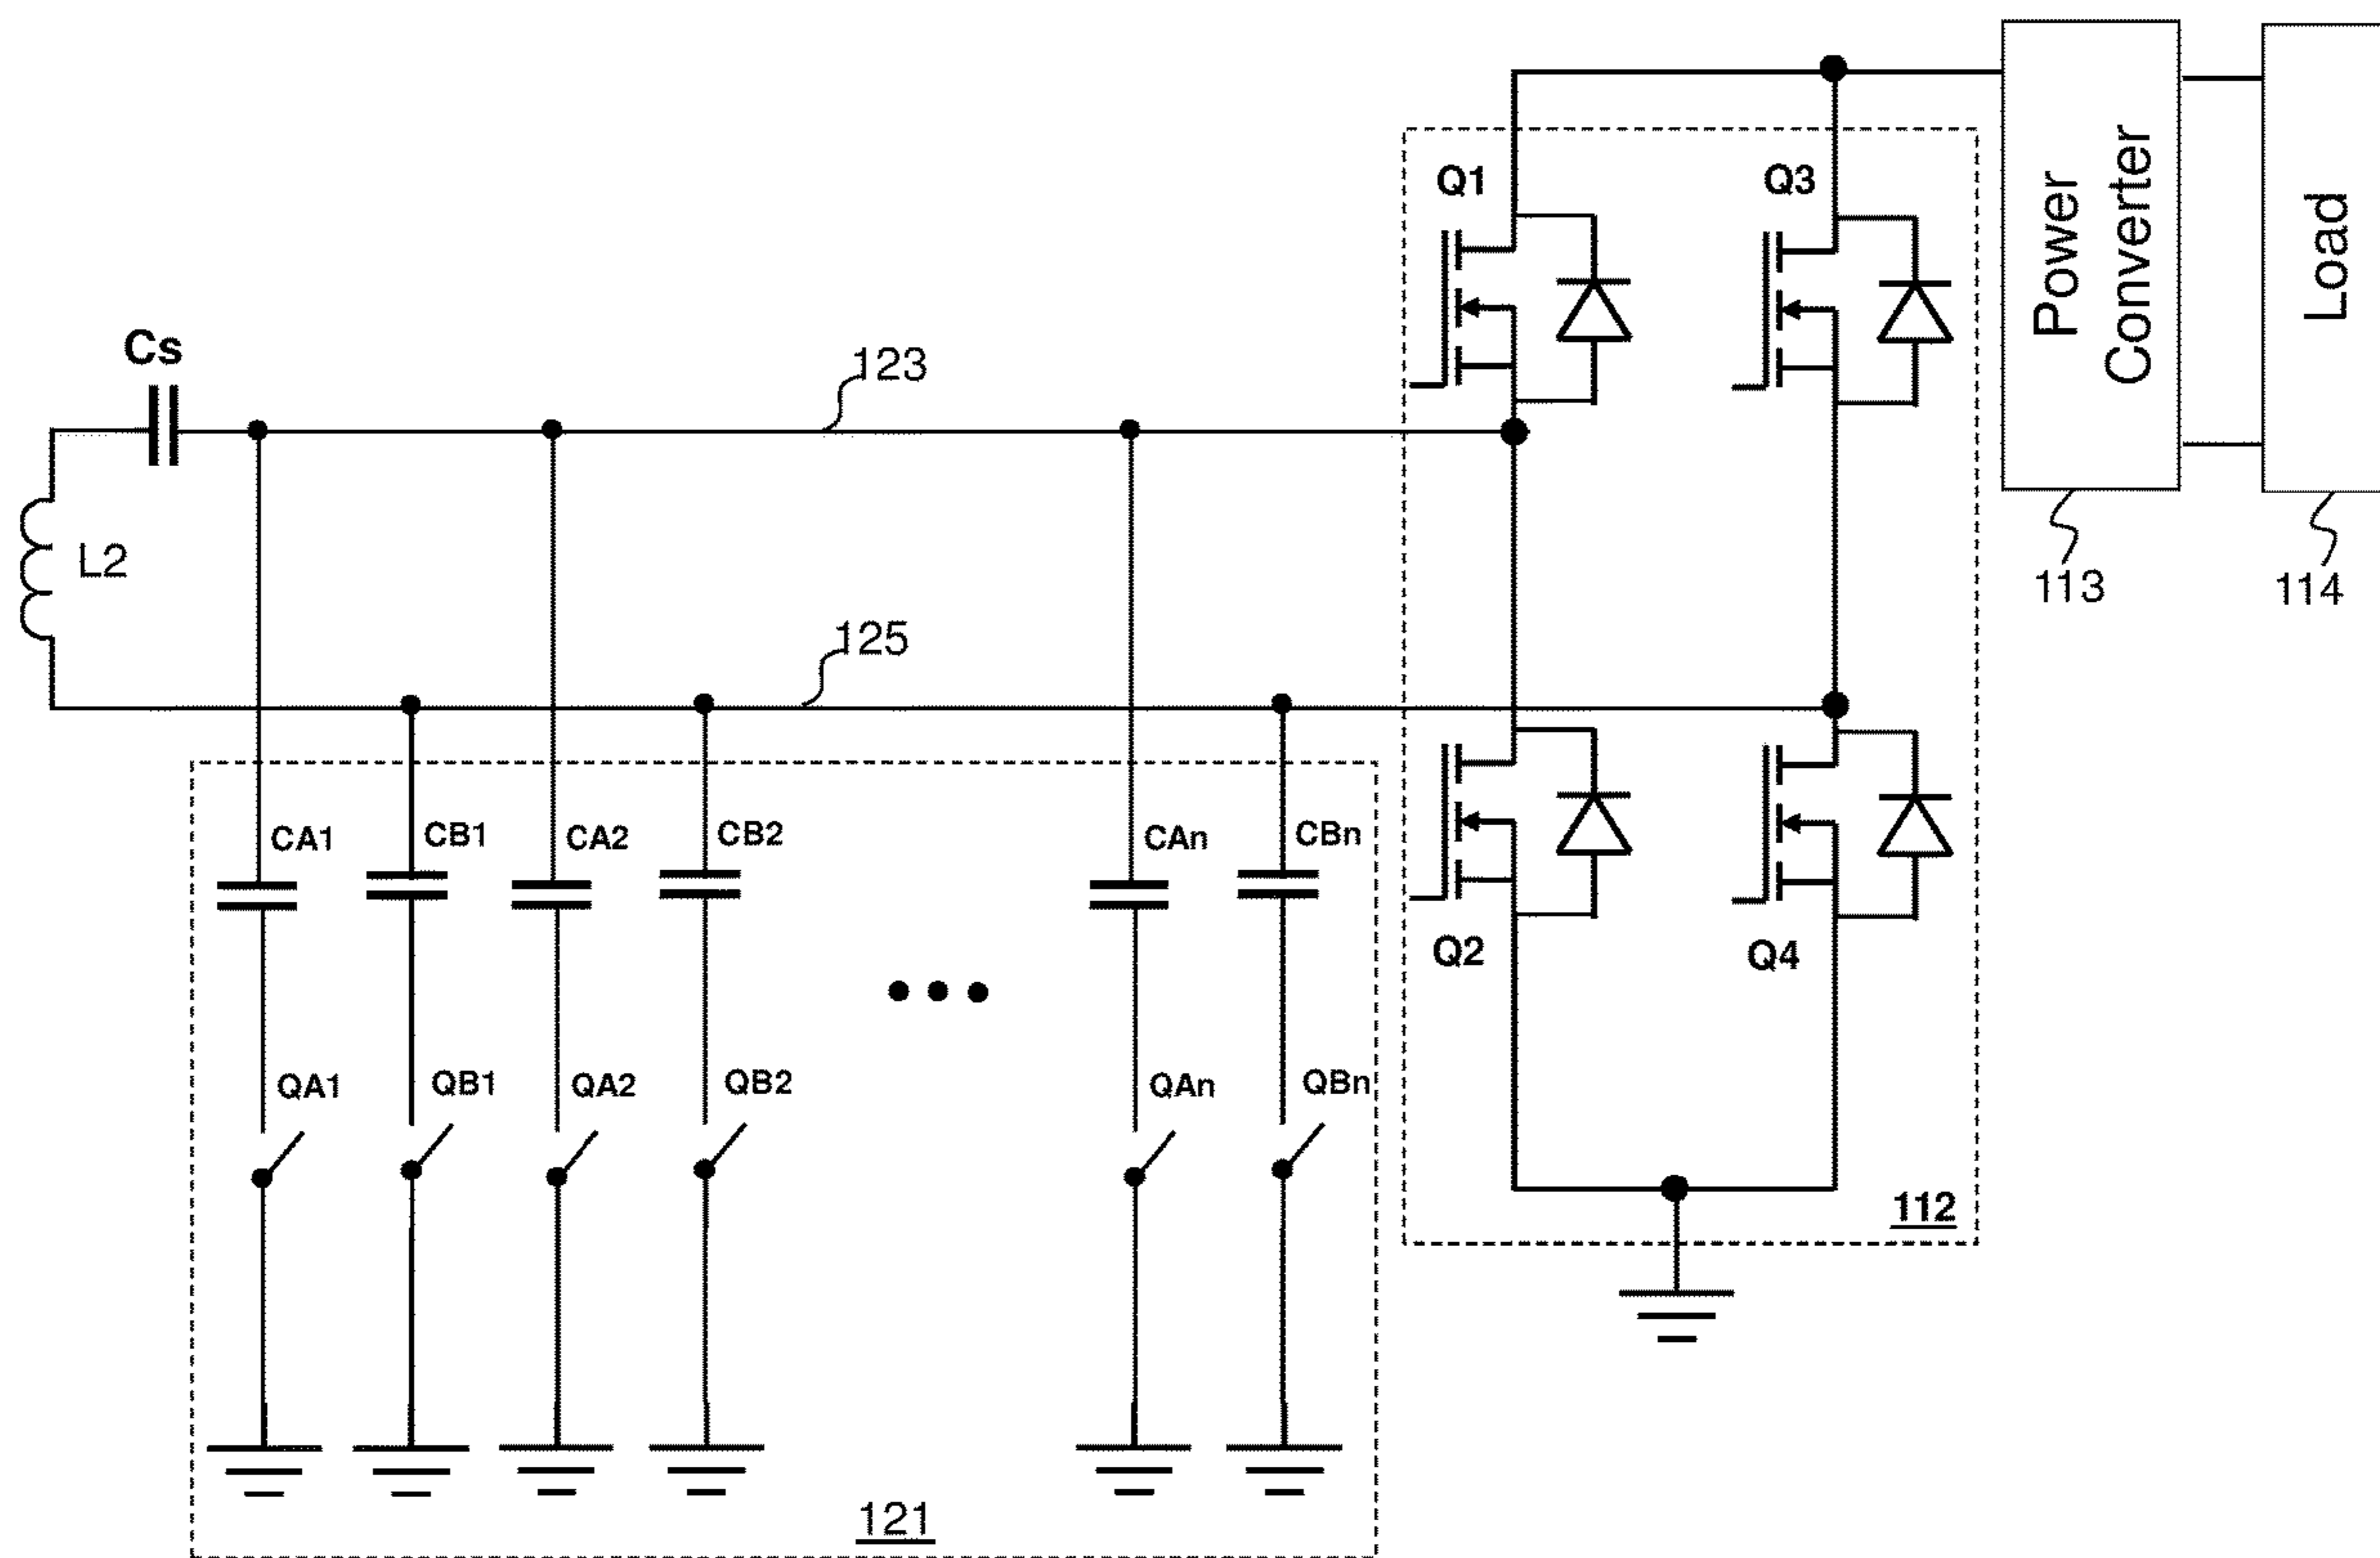 Q1
Q3
Power
Converter
Load
Cs
123
L2
113
114
125
CA1
CB1
CA2
CB2
CAn
CBn
Q2
Q4
QA1
QB1
QA2
QB2
QAn
QBn
112
121